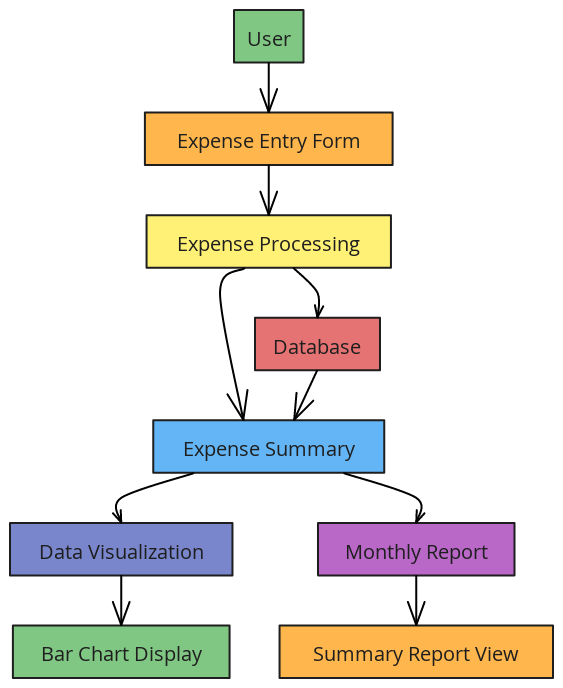 User
Expense Entry Form
Expense Processing
Database
Expense Summary
Data Visualization
Monthly Report
Bar Chart Display
Summary Report View